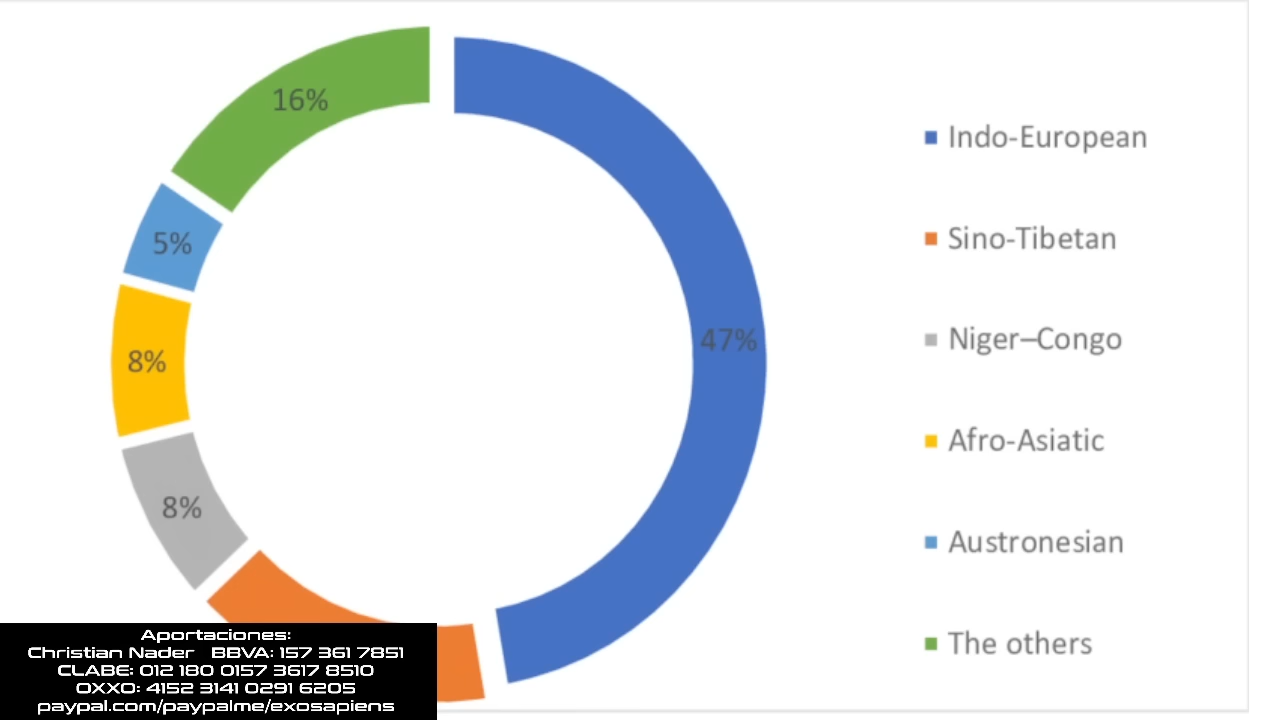 16%
5%
47%
8%
8%
Indo-European
Sino-Tibetan
Niger–Congo
Afro-Asiatic
Austronesian
The others
Aportaciones:
Christian Nader BBVA: 157 361 7851
CLABE: 012 180 0157 3617 8510
OXXO: 4152 3141 0291 6205
paypal.com/paypalme/exosapiens